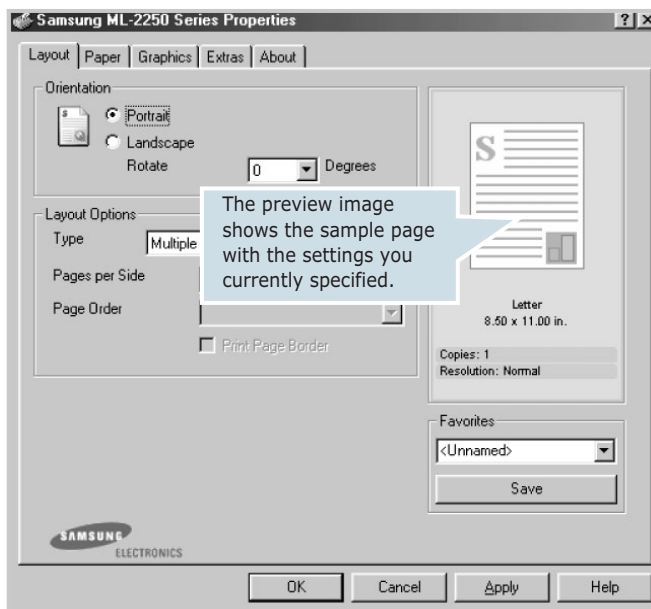 Samsung ML-2250 Series Properties
Layout Paper Graphics Extras About
Orientation
Portrait
Landscape
Rotate 0 Degrees
Layout Options
Type Multiple
Pages per Side
Page Order
Print Page Border
The preview image
shows the sample page
with the settings you
currently specified.
S
S
Letter
8.50 x 11.00 in.
Copies: 1
Resolution: Normal
Favorites
<Unnamed>
Save
SAMSUNG
ELECTRONICS
OK Cancel Apply Help